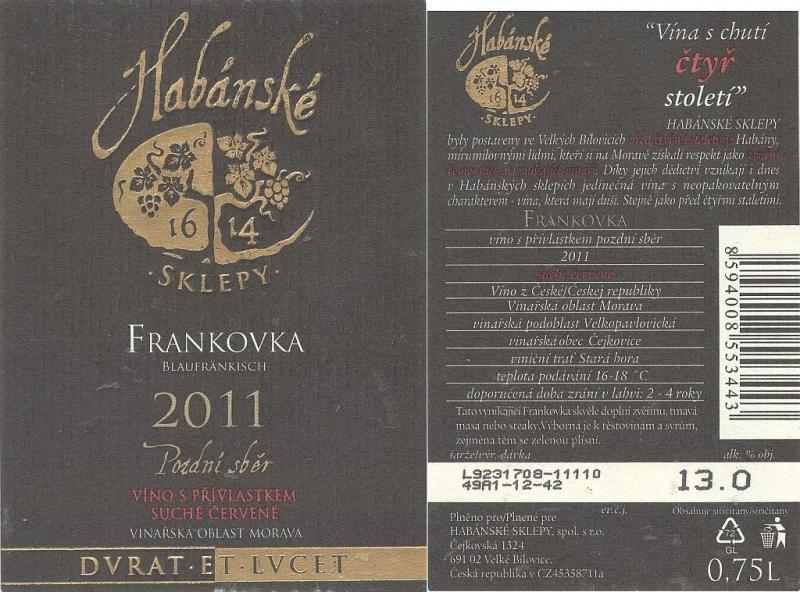 Habánské
16 14
·SKLEPY·
FRANKOVKA
BLAUFRÄNKISCH
2011
Pozdní sběr
VÍNO S PŘÍVLASTKEM
SUCHÉ ČERVENÉ
VINAŘSKÁ OBLAST MORAVA
DVRAT·ET·LVCET
Habánské
16 14
·SKLEPY·
“Vína s chutí
čtyř
století”
HABÁNSKÉ SKLEPY
byly postaveny ve Velkých Bílovicích před čtyřmi staletími. Habány,
mírumilovnými lidmi, kteří si na Moravě získali respekt jako zruční
řemeslníci a vynikající vinaři. Díky jejich dědictví vznikají i dnes
v Habánských sklepích jedinečná vína s neopakovatelným
charakterem - vína, která mají duši. Stejně jako před čtyřmi staletími.
FRANKOVKA
víno s přívlastkem pozdní sběr
2011
suché červené
Víno z České/Českej republiky
Vinařská oblast Morava
vinařská podoblast Velkopavlovická
vinařská obec Čejkovice
viniční trať Stará hora
teplota podávání 16-18 °C
doporučená doba zrání v lahvi: 2 - 4 roky
Tato vynikající Frankovka skvěle doplní zvěřinu, tmavá
masa nebo steaky. Výborná je k těstovinám a sýrům,
zejména těm se zelenou plísní.
šarže/výr. dárka alk. % obj.
L9231708-11110
49A1-12-42
13.0
ev.č.j.
Obsahuje siřičitany/siričitany
Plněno pro/Plnené pre
HABÁNSKÉ SKLEPY, spol. s r.o.
Čejkovská 1324
691 02 Velké Bílovice,
Česká republika v CZ45358711a
72
GL
0,75L
8594008553443